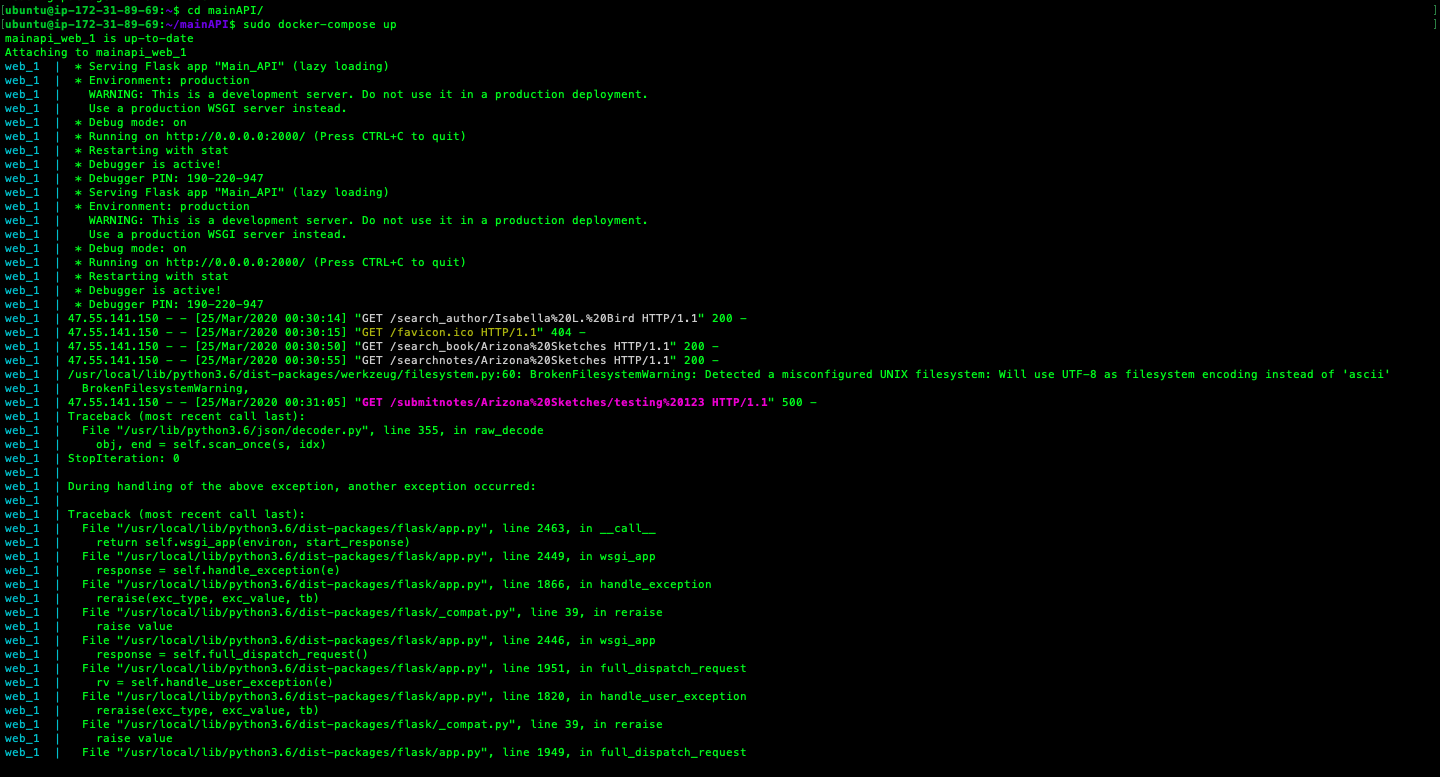 [ubuntu@ip-172-31-89-69:~$ cd mainAPI/ ]
[ubuntu@ip-172-31-89-69:~/mainAPI$ sudo docker-compose up ]
mainapi_web_1 is up-to-date
Attaching to mainapi_web_1
web_1  |  * Serving Flask app "Main_API" (lazy loading)
web_1  |  * Environment: production
web_1  |    WARNING: This is a development server. Do not use it in a production deployment.
web_1  |    Use a production WSGI server instead.
web_1  |  * Debug mode: on
web_1  |  * Running on http://0.0.0.0:2000/ (Press CTRL+C to quit)
web_1  |  * Restarting with stat
web_1  |  * Debugger is active!
web_1  |  * Debugger PIN: 190-220-947
web_1  |  * Serving Flask app "Main_API" (lazy loading)
web_1  |  * Environment: production
web_1  |    WARNING: This is a development server. Do not use it in a production deployment.
web_1  |    Use a production WSGI server instead.
web_1  |  * Debug mode: on
web_1  |  * Running on http://0.0.0.0:2000/ (Press CTRL+C to quit)
web_1  |  * Restarting with stat
web_1  |  * Debugger is active!
web_1  |  * Debugger PIN: 190-220-947
web_1  | 47.55.141.150 - - [25/Mar/2020 00:30:14] "GET /search_author/Isabella%20L.%20Bird HTTP/1.1" 200 -
web_1  | 47.55.141.150 - - [25/Mar/2020 00:30:15] "GET /favicon.ico HTTP/1.1" 404 -
web_1  | 47.55.141.150 - - [25/Mar/2020 00:30:50] "GET /search_book/Arizona%20Sketches HTTP/1.1" 200 -
web_1  | 47.55.141.150 - - [25/Mar/2020 00:30:55] "GET /searchnotes/Arizona%20Sketches HTTP/1.1" 200 -
web_1  | /usr/local/lib/python3.6/dist-packages/werkzeug/filesystem.py:60: BrokenFilesystemWarning: Detected a misconfigured UNIX filesystem: Will use UTF-8 as filesystem encoding instead of 'ascii'
web_1  |   BrokenFilesystemWarning,
web_1  | 47.55.141.150 - - [25/Mar/2020 00:31:05] "GET /submitnotes/Arizona%20Sketches/testing%20123 HTTP/1.1" 500 -
web_1  | Traceback (most recent call last):
web_1  |   File "/usr/lib/python3.6/json/decoder.py", line 355, in raw_decode
web_1  |     obj, end = self.scan_once(s, idx)
web_1  | StopIteration: 0
web_1  |
web_1  | During handling of the above exception, another exception occurred:
web_1  |
web_1  | Traceback (most recent call last):
web_1  |   File "/usr/local/lib/python3.6/dist-packages/flask/app.py", line 2463, in __call__
web_1  |     return self.wsgi_app(environ, start_response)
web_1  |   File "/usr/local/lib/python3.6/dist-packages/flask/app.py", line 2449, in wsgi_app
web_1  |     response = self.handle_exception(e)
web_1  |   File "/usr/local/lib/python3.6/dist-packages/flask/app.py", line 1866, in handle_exception
web_1  |     reraise(exc_type, exc_value, tb)
web_1  |   File "/usr/local/lib/python3.6/dist-packages/flask/_compat.py", line 39, in reraise
web_1  |     raise value
web_1  |   File "/usr/local/lib/python3.6/dist-packages/flask/app.py", line 2446, in wsgi_app
web_1  |     response = self.full_dispatch_request()
web_1  |   File "/usr/local/lib/python3.6/dist-packages/flask/app.py", line 1951, in full_dispatch_request
web_1  |     rv = self.handle_user_exception(e)
web_1  |   File "/usr/local/lib/python3.6/dist-packages/flask/app.py", line 1820, in handle_user_exception
web_1  |     reraise(exc_type, exc_value, tb)
web_1  |   File "/usr/local/lib/python3.6/dist-packages/flask/_compat.py", line 39, in reraise
web_1  |     raise value
web_1  |   File "/usr/local/lib/python3.6/dist-packages/flask/app.py", line 1949, in full_dispatch_request